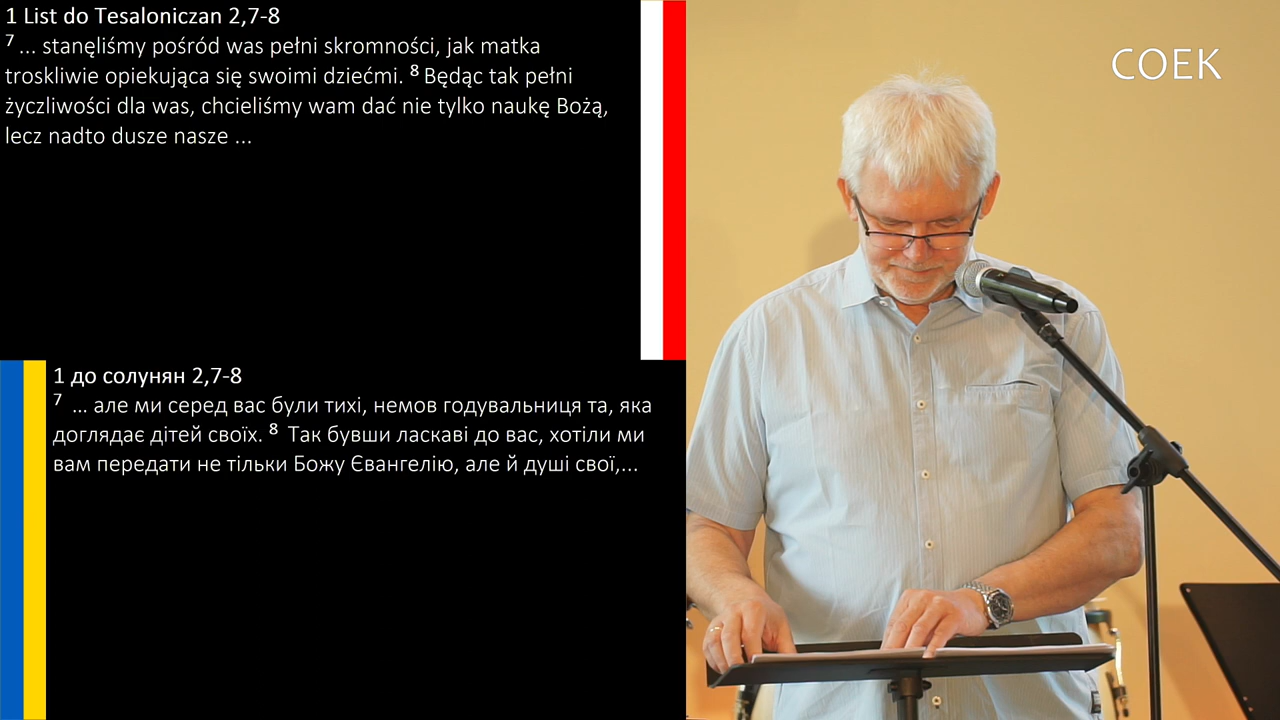 1 List do Tesaloniczan 2,7-8
7 ... stanęliśmy pośród was pełni skromności, jak matka
troskliwie opiekująca się swoimi dziećmi. 8 Będąc tak pełni
życzliwości dla was, chcieliśmy wam dać nie tylko naukę Bożą,
lecz nadto dusze nasze ...
COEK
1 до солунян 2,7-8
7 ... але ми серед вас були тихі, немов годувальниця та, яка
доглядає дітей своїх. 8 Так бувши ласкаві до вас, хотіли ми
вам передати не тільки Божу Євангелію, але й душі свої,...